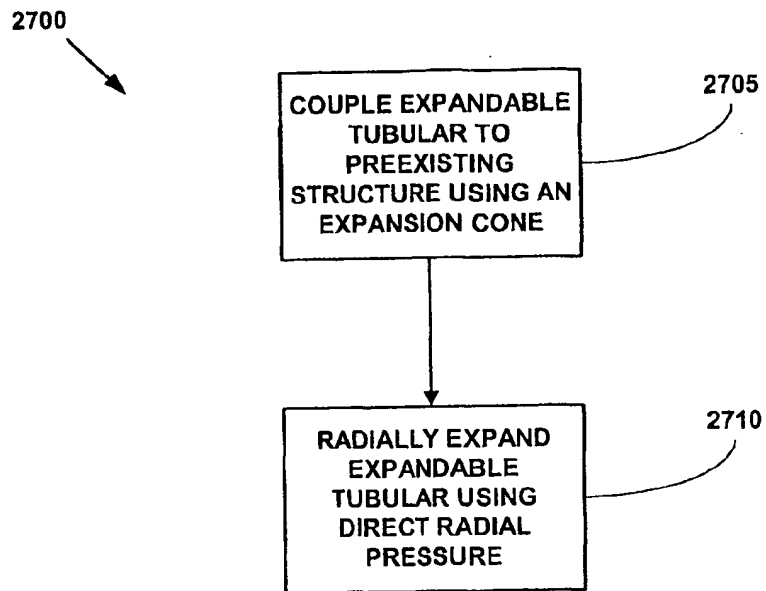 2700
2705
COUPLE EXPANDABLE
TUBULAR TO
PREEXISTING
STRUCTURE USING AN
EXPANSION CONE
2710
RADIALLY EXPAND
EXPANDABLE
TUBULAR USING
DIRECT RADIAL
PRESSURE